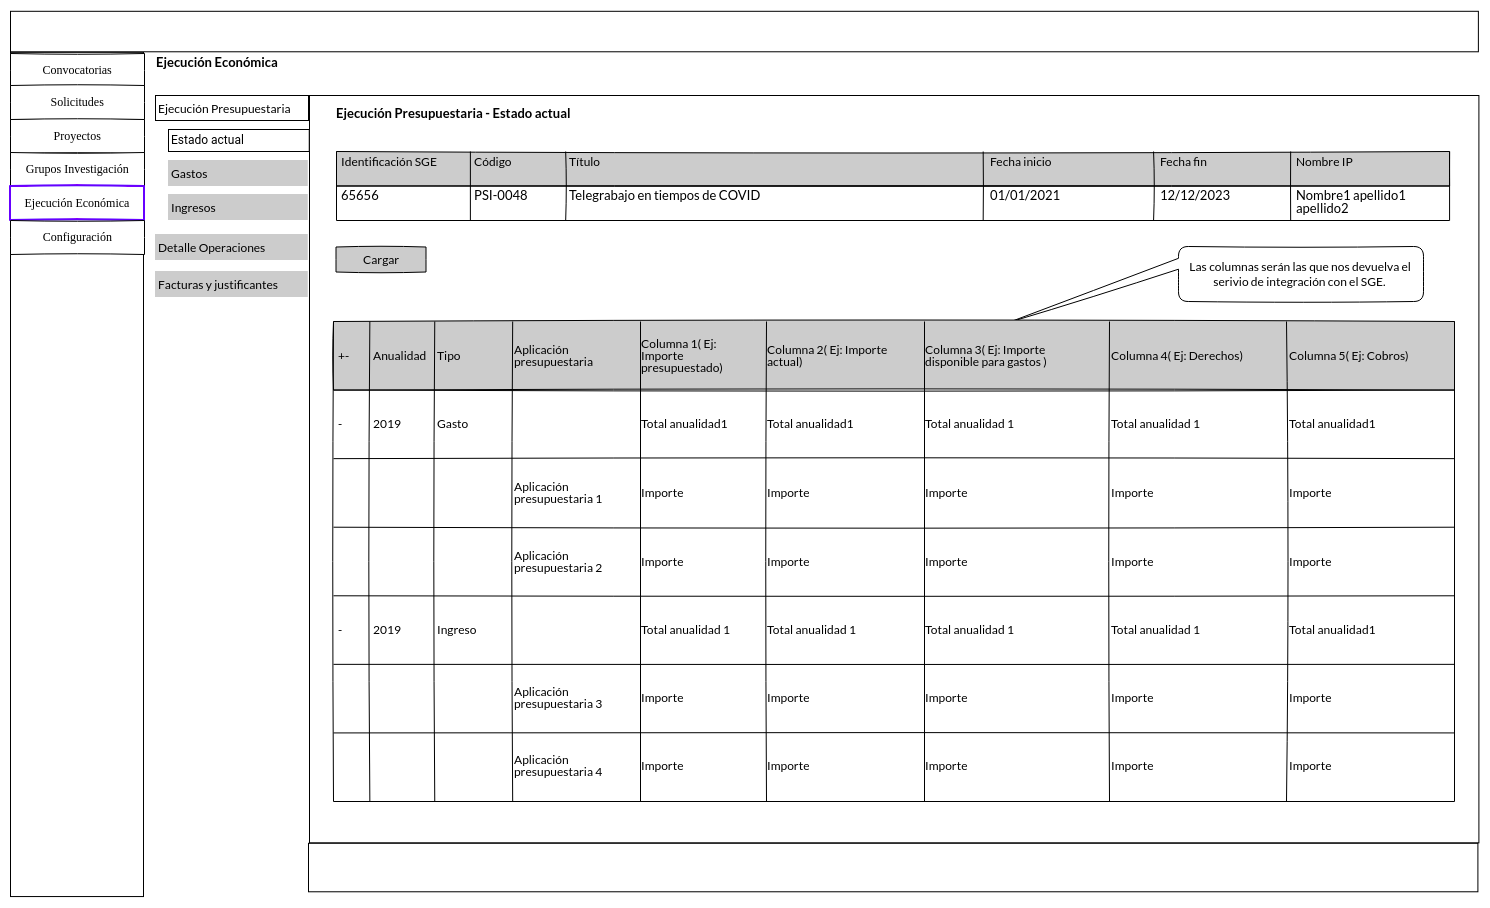 Convocatorias
Solicitudes
Proyectos
Grupos Investigación
Ejecución Económica
Configuración
Ejecución Económica
Ejecución Presupuestaria
Estado actual
Gastos
Ingresos
Detalle Operaciones
Facturas y justificantes
Ejecución Presupuestaria - Estado actual
Identificación SGE Código Título Fecha inicio Fecha fin Nombre IP
65656 PSI-0048 Telegrabajo en tiempos de COVID 01/01/2021 12/12/2023 Nombre1 apellido1
apellido2
Cargar
Las columnas serán las que nos devuelva el
serivio de integración con el SGE.
+-
Anualidad
Tipo
Aplicación
presupuestaria
Columna 1( Ej:
Importe
presupuestado)
Columna 2( Ej: Importe
actual)
Columna 3( Ej: Importe
disponible para gastos )
Columna 4( Ej: Derechos)
Columna 5( Ej: Cobros)
- 2019 Gasto Total anualidad1 Total anualidad1 Total anualidad 1 Total anualidad 1 Total anualidad1
Aplicación
presupuestaria 1
Importe Importe Importe Importe Importe
Aplicación
presupuestaria 2
Importe Importe Importe Importe Importe
- 2019 Ingreso Total anualidad 1 Total anualidad 1 Total anualidad 1 Total anualidad 1 Total anualidad1
Aplicación
presupuestaria 3
Importe Importe Importe Importe Importe
Aplicación
presupuestaria 4
Importe Importe Importe Importe Importe